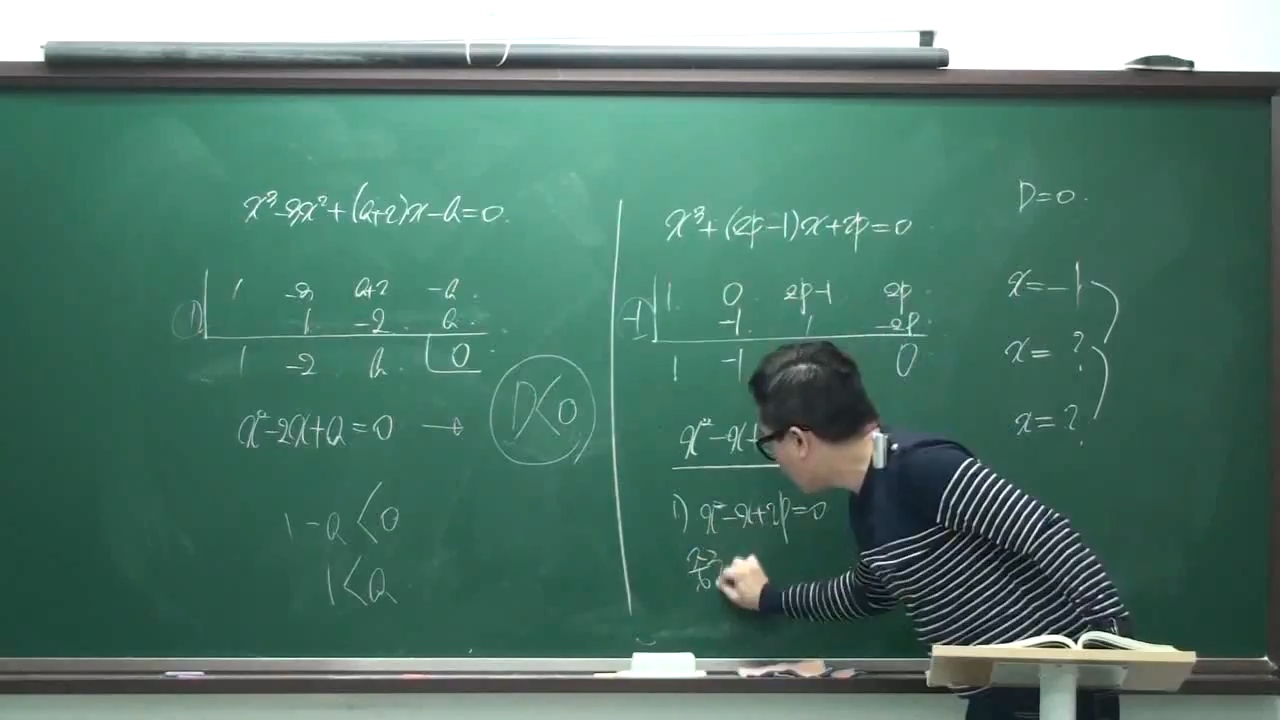 x³-3x²+(a+2)x-a=0.
1 | 1 -3 a+2 -a
1 -2 a
1 -2 a 0
x²-2x+a=0 → D<0
1-a<0
1<a
x³+(2p-1)x+2p=0
-1 | 1 0 2p-1 2p
-1 1 -2p
1 -1 0
x²-x+
1) x²-x+2p=0
D=0.
x=-1
x=?
x=?